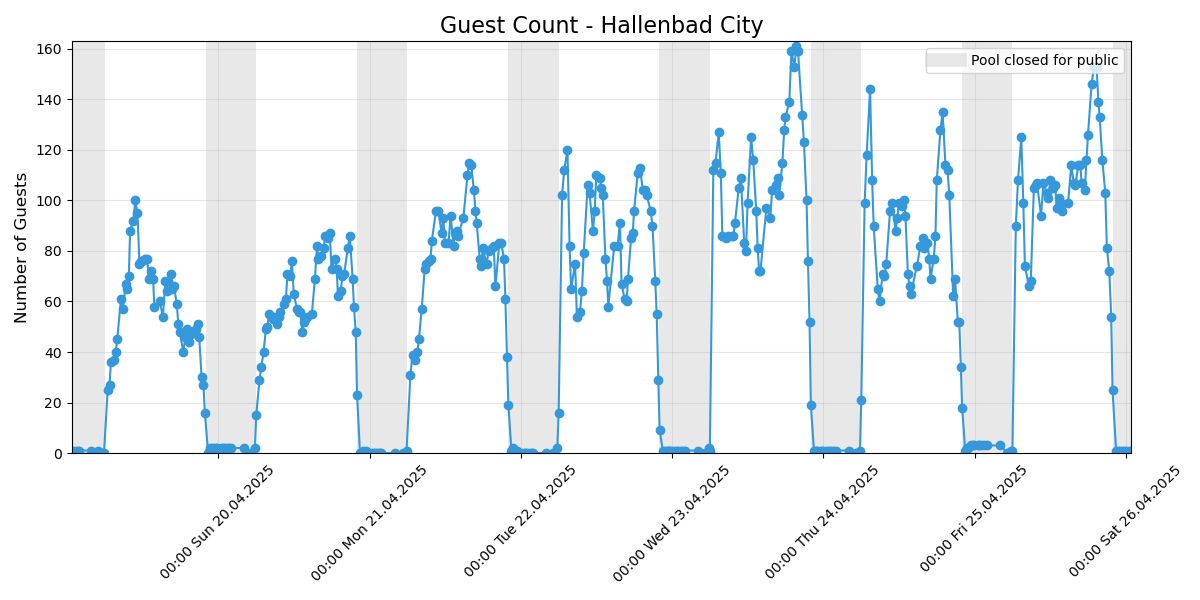 Guest Count - Hallenbad City
Pool closed for public
Number of Guests
160
140
120
100
80
60
40
20
0
00:00 Sun 20.04.2025
00:00 Mon 21.04.2025
00:00 Tue 22.04.2025
00:00 Wed 23.04.2025
00:00 Thu 24.04.2025
00:00 Fri 25.04.2025
00:00 Sat 26.04.2025